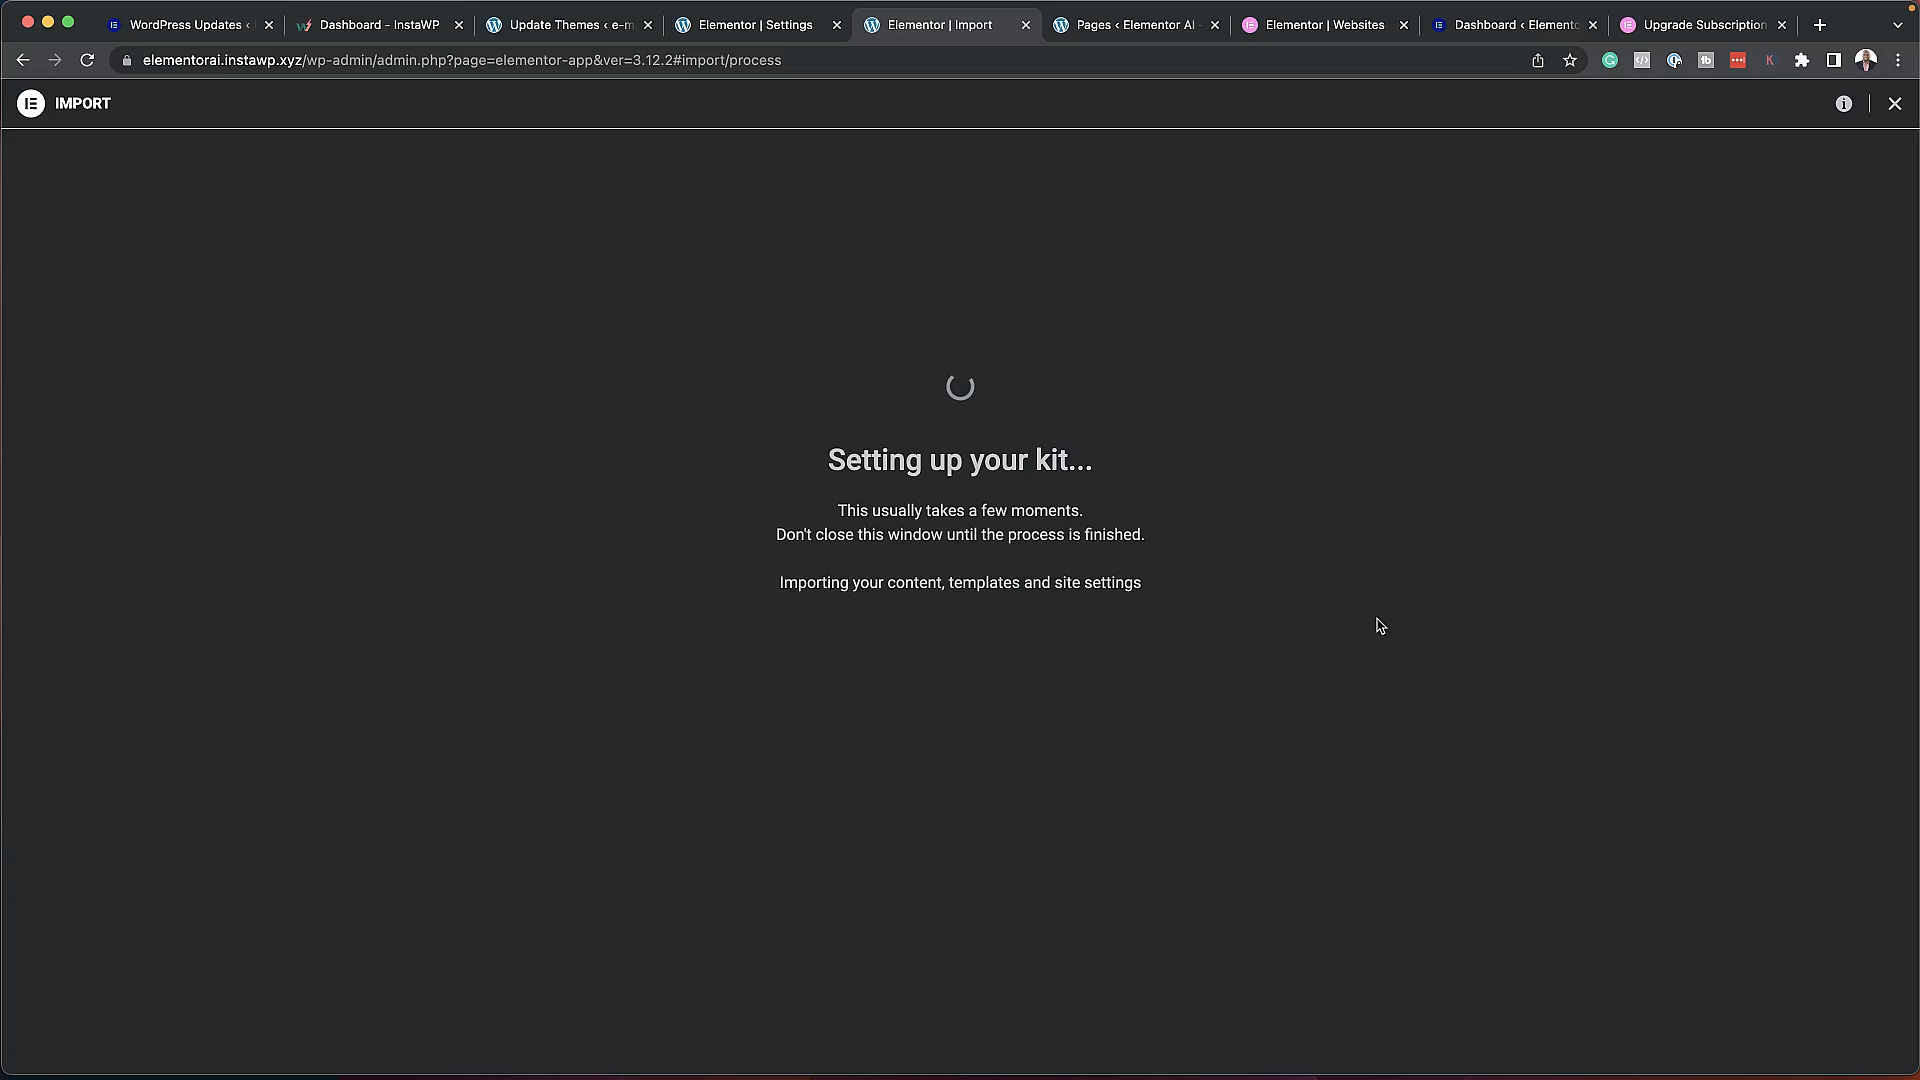 WordPress Updates ‹
Dashboard - InstaWP
Update Themes ‹ e-m
Elementor | Settings
Elementor | Import
Pages ‹ Elementor AI -
Elementor | Websites
Dashboard ‹ Elemento
Upgrade Subscription
elementorai.instawp.xyz/wp-admin/admin.php?page=elementor-app&ver=3.12.2#import/process
IMPORT
Setting up your kit...
This usually takes a few moments.
Don't close this window until the process is finished.
Importing your content, templates and site settings